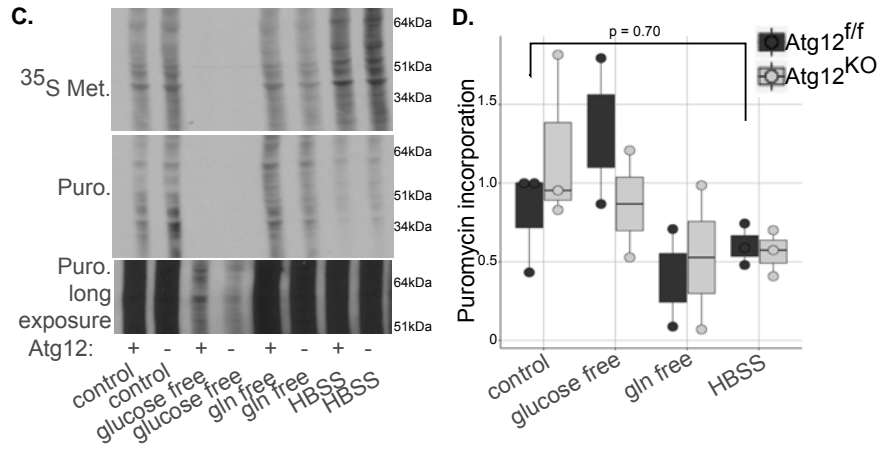 C.
35S Met.
64kDa
51kDa
34kDa
Puro.
64kDa
51kDa
34kDa
Puro.
long
exposure
64kDa
51kDa
Atg12: + - + - + - + -
control
control
glucose free
glucose free
gln free
gln free
HBSS
HBSS
D.
p = 0.70
Atg12f/f
Atg12KO
Puromycin incorporation
1.5
1.0
0.5
0
control
glucose free
gln free
HBSS